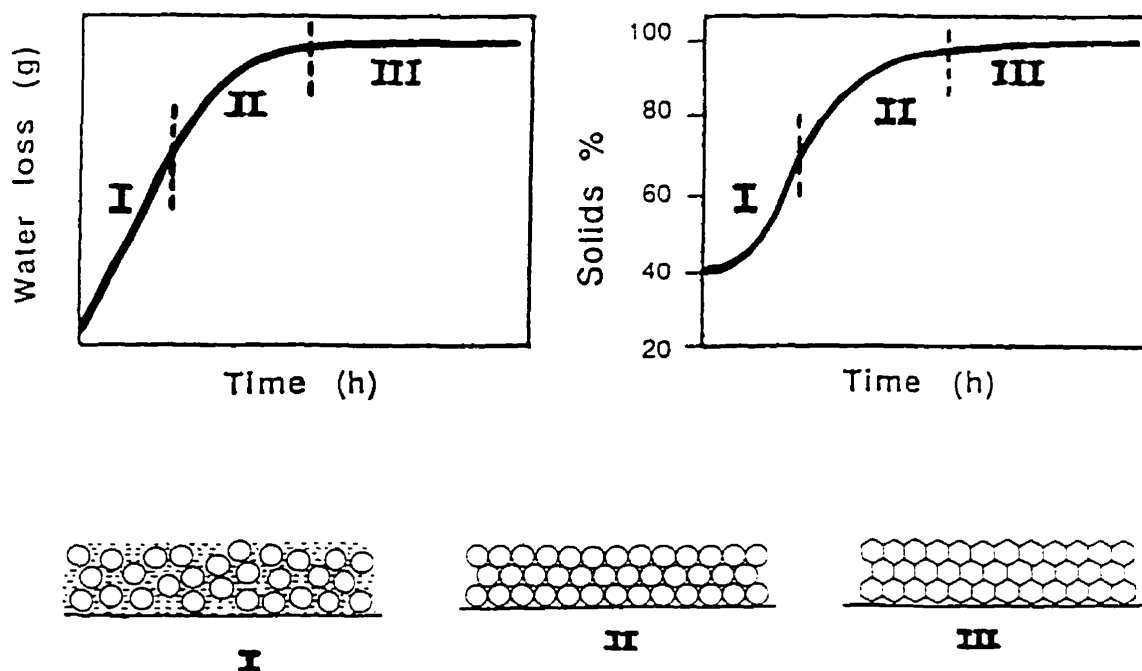 Water loss (g)
I
II
III
Time (h)
Solids %
100
80
60
40
20
I
II
III
Time (h)
I
II
III